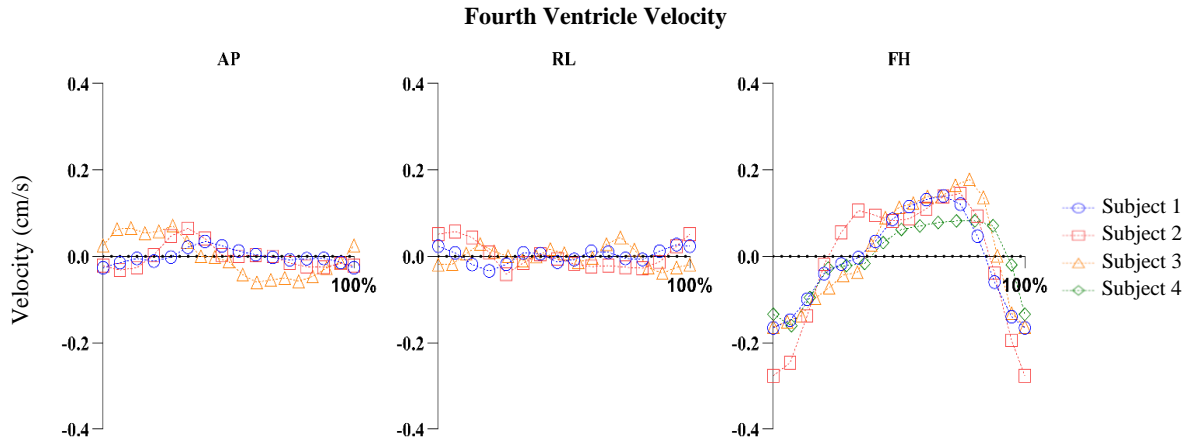 Fourth Ventricle Velocity
AP
RL
FH
Velocity (cm/s)
0.4
0.2
0.0
-0.2
-0.4
100%
0.4
0.2
0.0
-0.2
-0.4
100%
0.4
0.2
0.0
-0.2
-0.4
100%
Subject 1
Subject 2
Subject 3
Subject 4